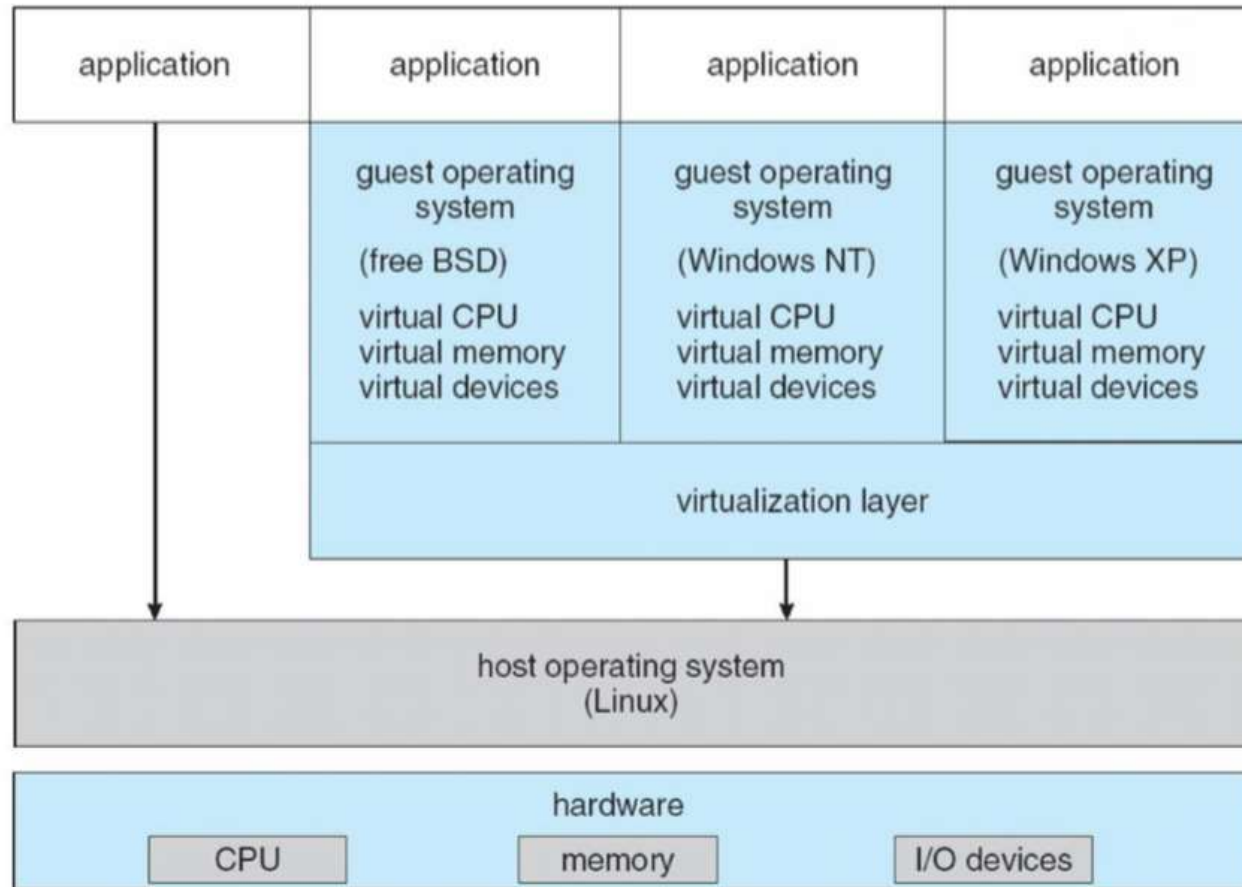 application
application
application
application
guest operating
system
(free BSD)
virtual CPU
virtual memory
virtual devices
guest operating
system
(Windows NT)
virtual CPU
virtual memory
virtual devices
guest operating
system
(Windows XP)
virtual CPU
virtual memory
virtual devices
virtualization layer
host operating system
(Linux)
hardware
CPU
memory
I/O devices